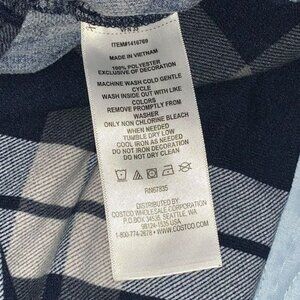 ITEM#1416769
MADE IN VIETNAM
100% POLYESTER
EXCLUSIVE OF DECORATION
MACHINE WASH COLD GENTLE
CYCLE
WASH INSIDE OUT WITH LIKE
COLORS
REMOVE PROMPTLY FROM
WASHER
ONLY NON CHLORINE BLEACH
WHEN NEEDED
TUMBLE DRY LOW
COOL IRON AS NEEDED
DO NOT IRON DECORATION
DO NOT DRY CLEAN
RN67835
DISTRIBUTED BY
COSTCO WHOLESALE CORPORATION
P.O.BOX 34535, SEATTLE, WA
98124-1535 USA
1-800-774-2678 • WWW.COSTCO.COM